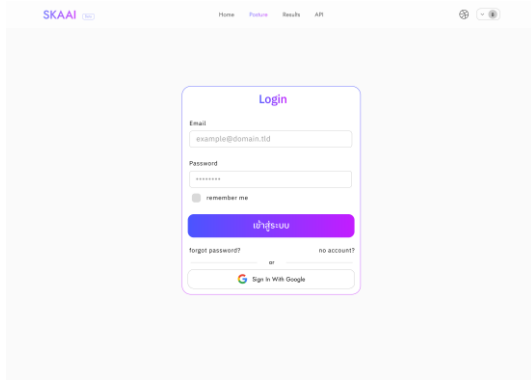 SKAAI
Home Posture Results API
Login
Email
example@domain.tld
Password
********
remember me
เข้าสู่ระบบ
forgot password? no account?
or
Sign In With Google